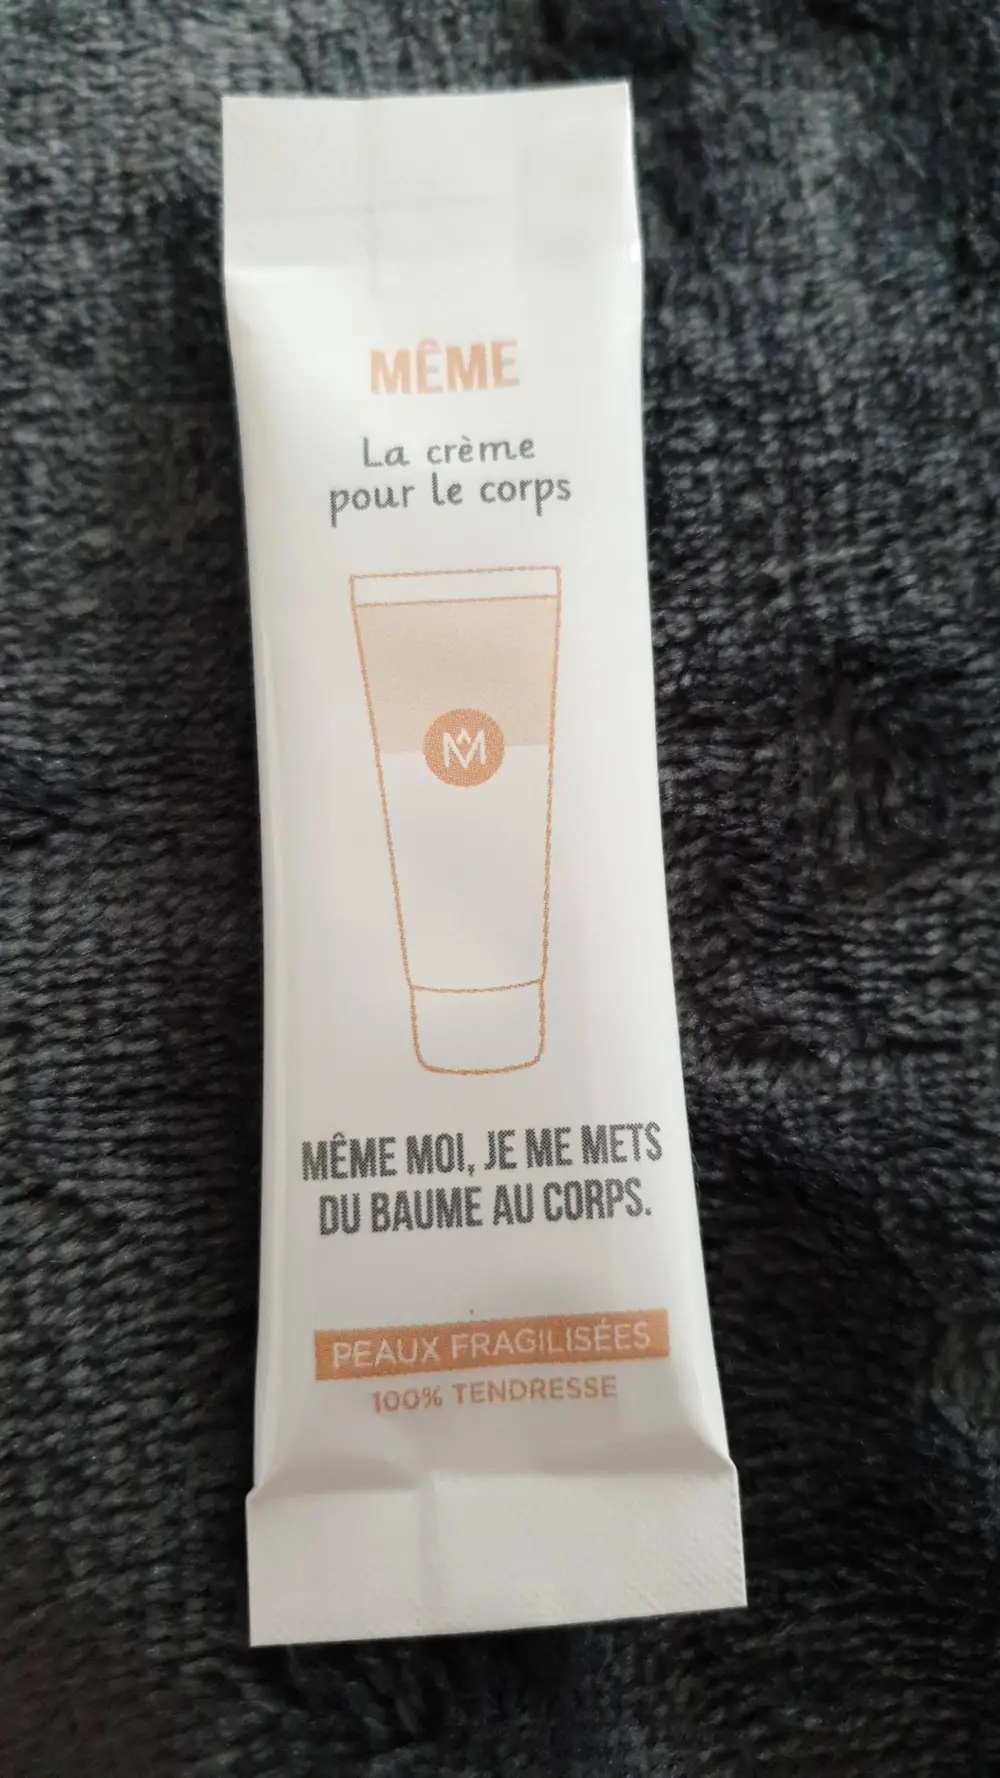 MÊME
La crème
pour le corps
M
MÊME MOI, JE ME METS
DU BAUME AU CORPS.
PEAUX FRAGILISÉES
100% TENDRESSE